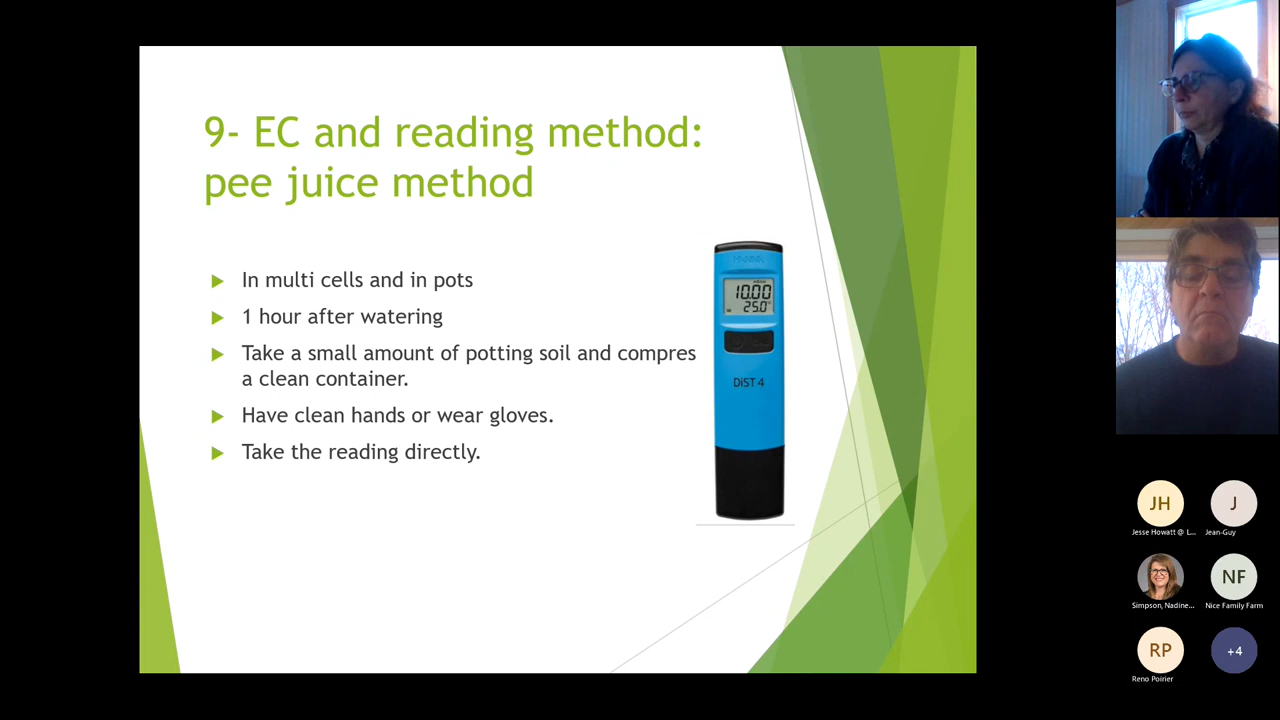 9- EC and reading method:
pee juice method
In multi cells and in pots
1 hour after watering
Take a small amount of potting soil and compres
a clean container.
Have clean hands or wear gloves.
Take the reading directly.
HANNA
10.00
25.0
DiST 4
JH
J
Jesse Howatt @ L...
Jean-Guy
NF
Simpson, Nadine...
Nice Family Farm
RP
+4
Reno Poirier